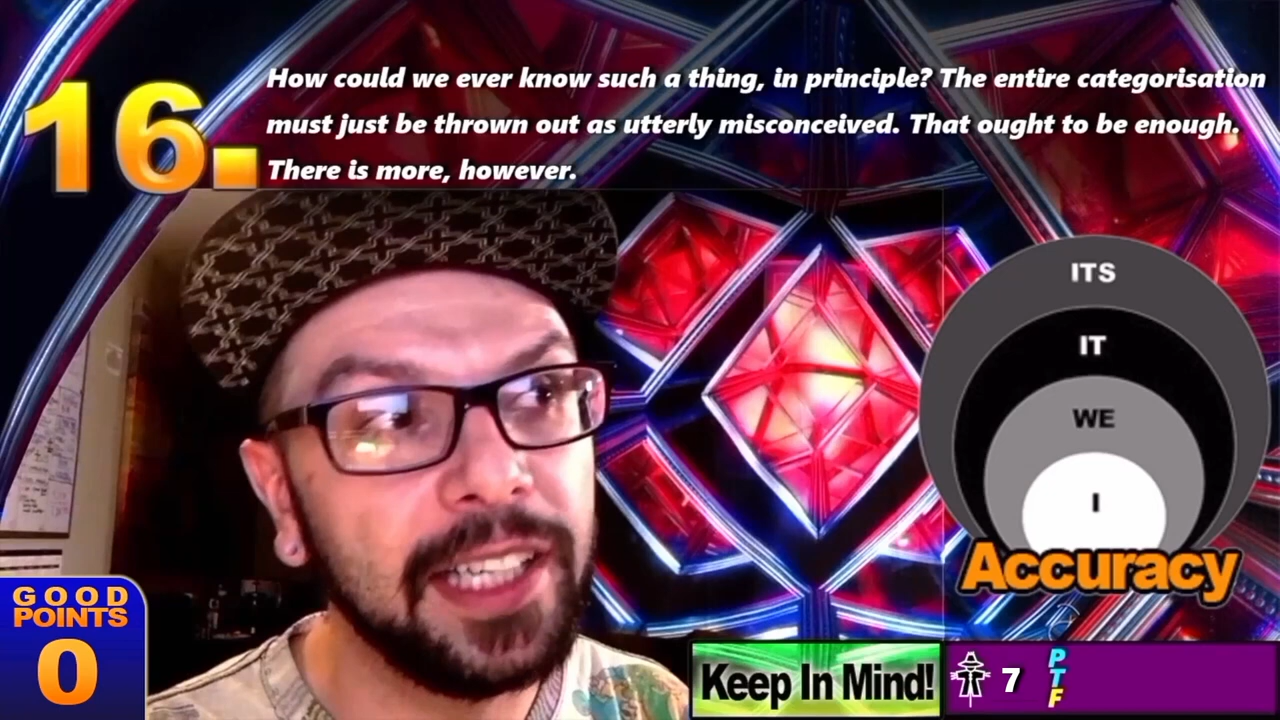 16.
How could we ever know such a thing, in principle? The entire categorisation
must just be thrown out as utterly misconceived. That ought to be enough.
There is more, however.
ITS
IT
WE
I
Accuracy
GOOD
POINTS
0
Keep In Mind!
7
P
T
F